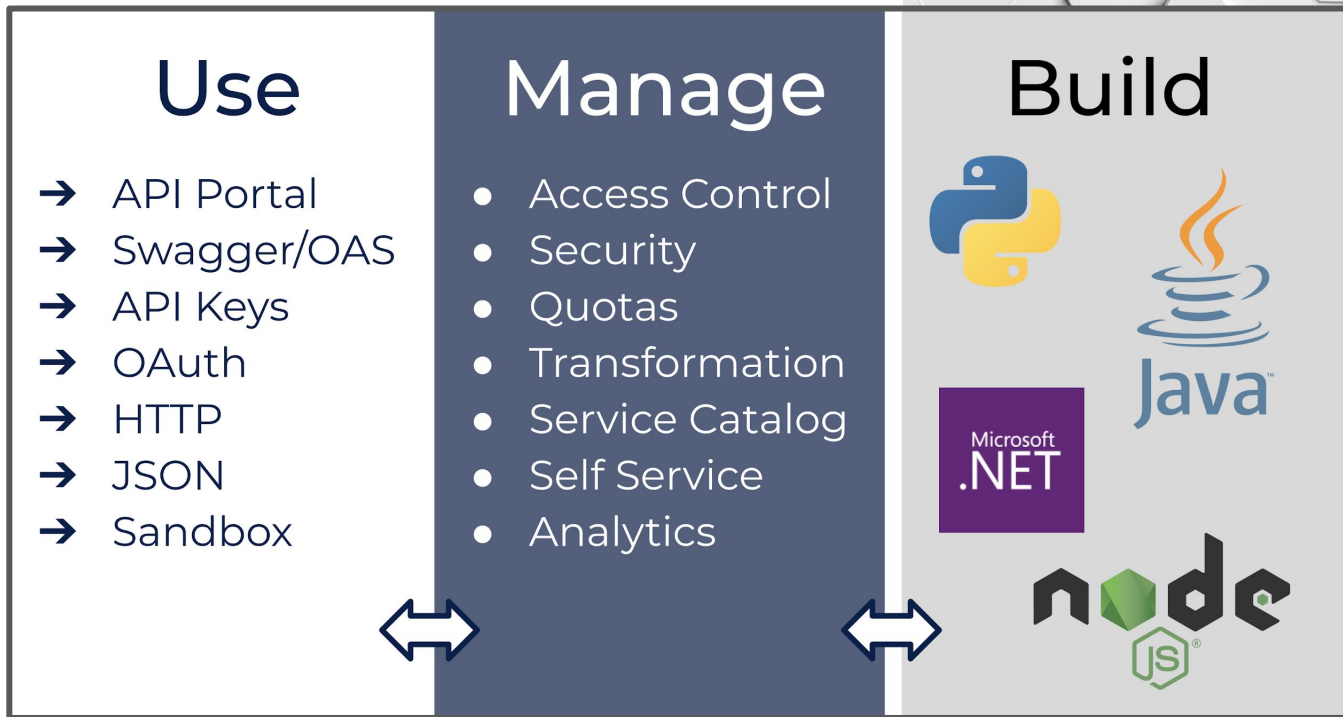 Use
➔ API Portal
➔ Swagger/OAS
➔ API Keys
➔ OAuth
➔ HTTP
➔ JSON
➔ Sandbox
Manage
● Access Control
● Security
● Quotas
● Transformation
● Service Catalog
● Self Service
● Analytics
Build
Java™
Microsoft
.NET
node
JS®